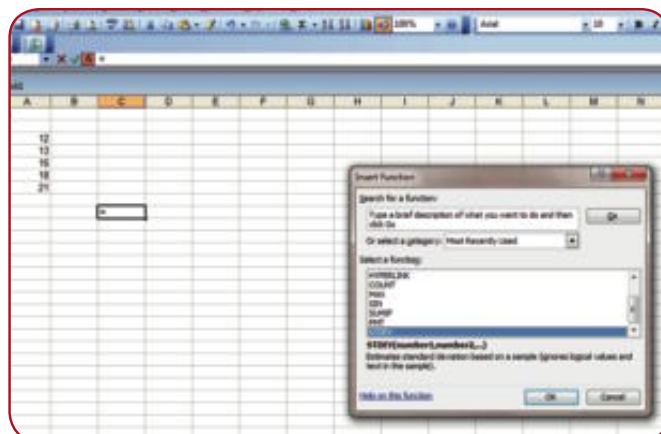 100%
Arial
10
B
=
A B C D E F G H I J K L M N
12
13
15
18
21
=
Insert Function
Search for a function:
Type a brief description of what you want to do and then
click Go
Go
Or select a category: Most Recently Used
Select a function:
HYPERLINK
COUNT
MAX
SIN
SUMIF
PMT
STDEV
STDEV(number1,number2,...)
Estimates standard deviation based on a sample (ignores logical values and
text in the sample).
Help on this function
OK
Cancel